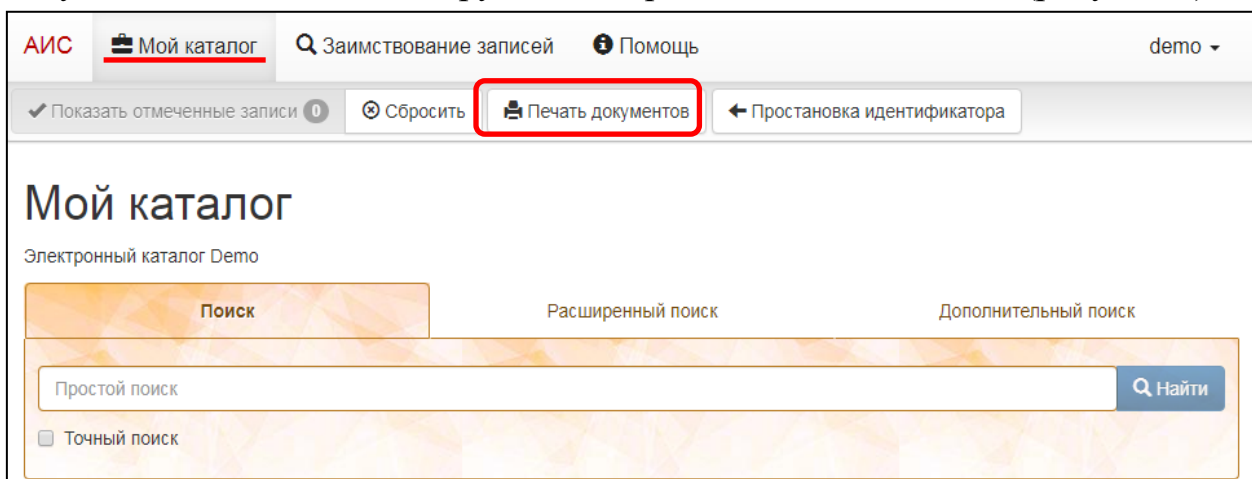 АИС Мой каталог Заимствование записей Помощь demo
Показать отмеченные записи 0 Сбросить Печать документов Простановка идентификатора
Мой каталог
Электронный каталог Demo
Поиск Расширенный поиск Дополнительный поиск
Простой поиск Найти
Точный поиск